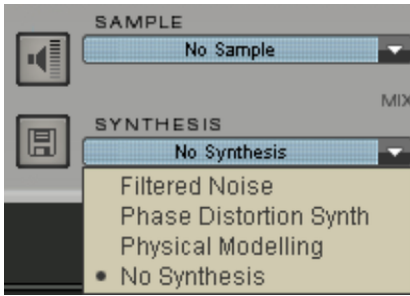 SAMPLE
No Sample
MIX
SYNTHESIS
No Synthesis
Filtered Noise
Phase Distortion Synth
Physical Modelling
• No Synthesis